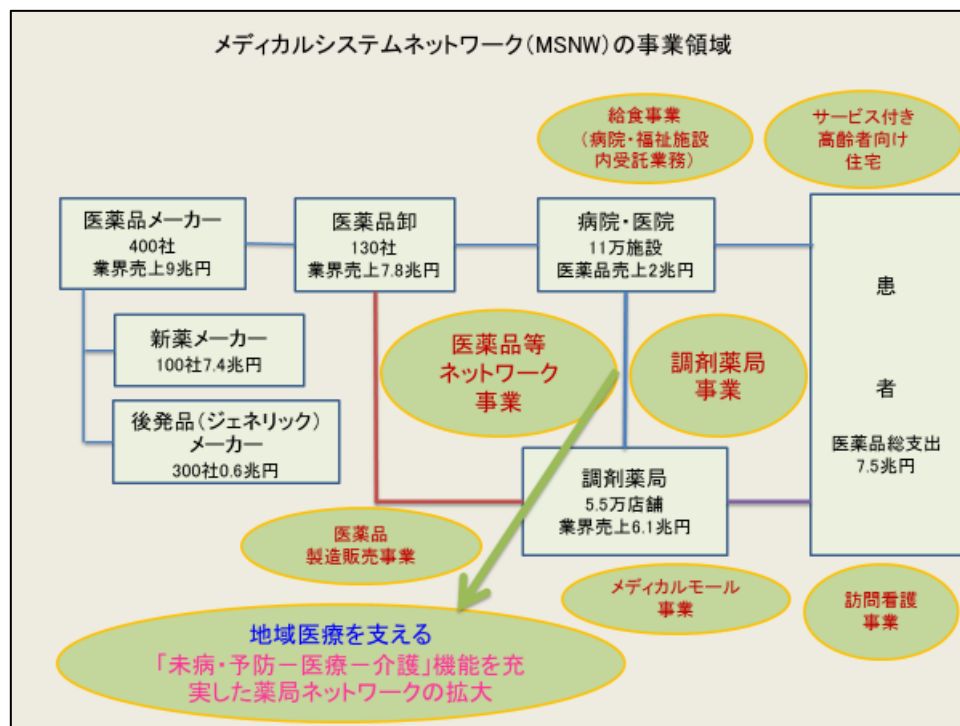 メディカルシステムネットワーク(MSNW)の事業領域
給食事業
(病院・福祉施設
内受託業務)
サービス付き
高齢者向け
住宅
医薬品メーカー
400社
業界売上9兆円
医薬品卸
130社
業界売上7.8兆円
病院・医院
11万施設
医薬品売上2兆円
患
者
医薬品総支出
7.5兆円
新薬メーカー
100社7.4兆円
後発品(ジェネリック)
メーカー
300社0.6兆円
医薬品等
ネットワーク
事業
調剤薬局
事業
調剤薬局
5.5万店舗
業界売上6.1兆円
医薬品
製造販売事業
メディカルモール
事業
訪問看護
事業
地域医療を支える
「未病・予防－医療－介護」機能を充
実した薬局ネットワークの拡大